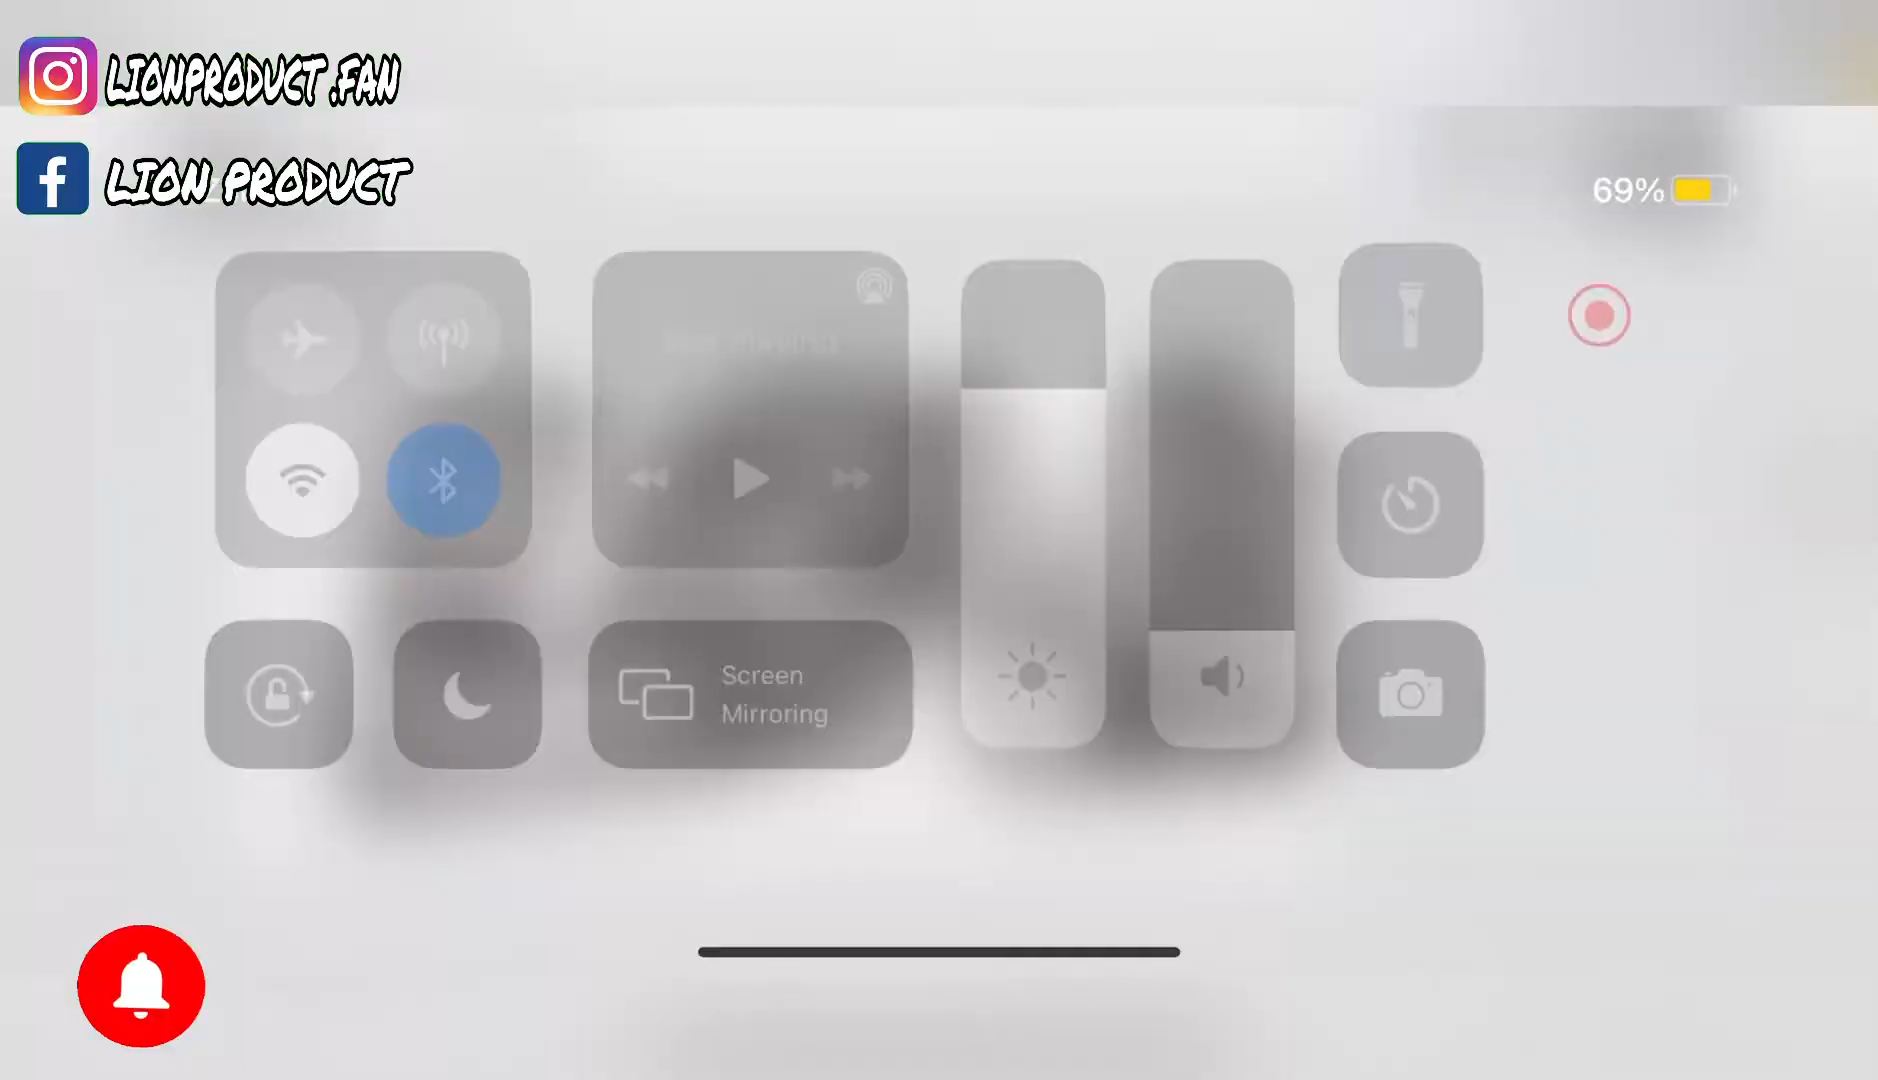 LIONPRODUCT.FAN
LION PRODUCT
69%
Screen
Mirroring